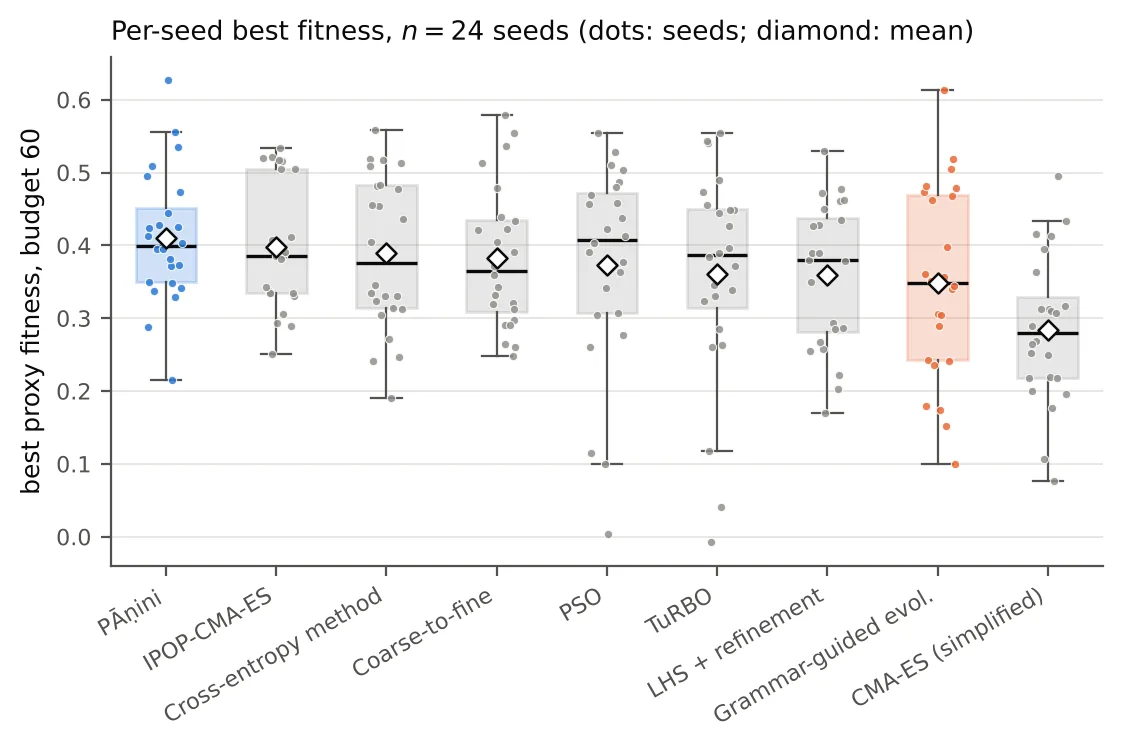 Per-seed best fitness, n = 24 seeds (dots: seeds; diamond: mean)
best proxy fitness, budget 60
0.6
0.5
0.4
0.3
0.2
0.1
0.0
PĀṇini
IPOP-CMA-ES
Cross-entropy method
Coarse-to-fine
PSO
TuRBO
LHS + refinement
Grammar-guided evol.
CMA-ES (simplified)